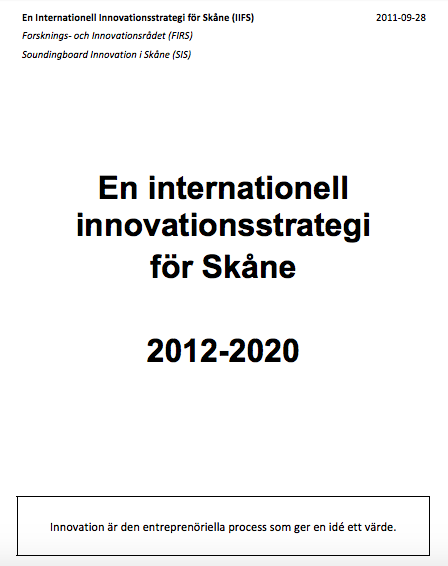 En Internationell Innovationsstrategi för Skåne (IIFS) 2011-09-28
Forsknings- och Innovationsrådet (FIRS)
Soundingboard Innovation i Skåne (SIS)
En internationell
innovationsstrategi
för Skåne
2012-2020
Innovation är den entreprenöriella process som ger en idé ett värde.